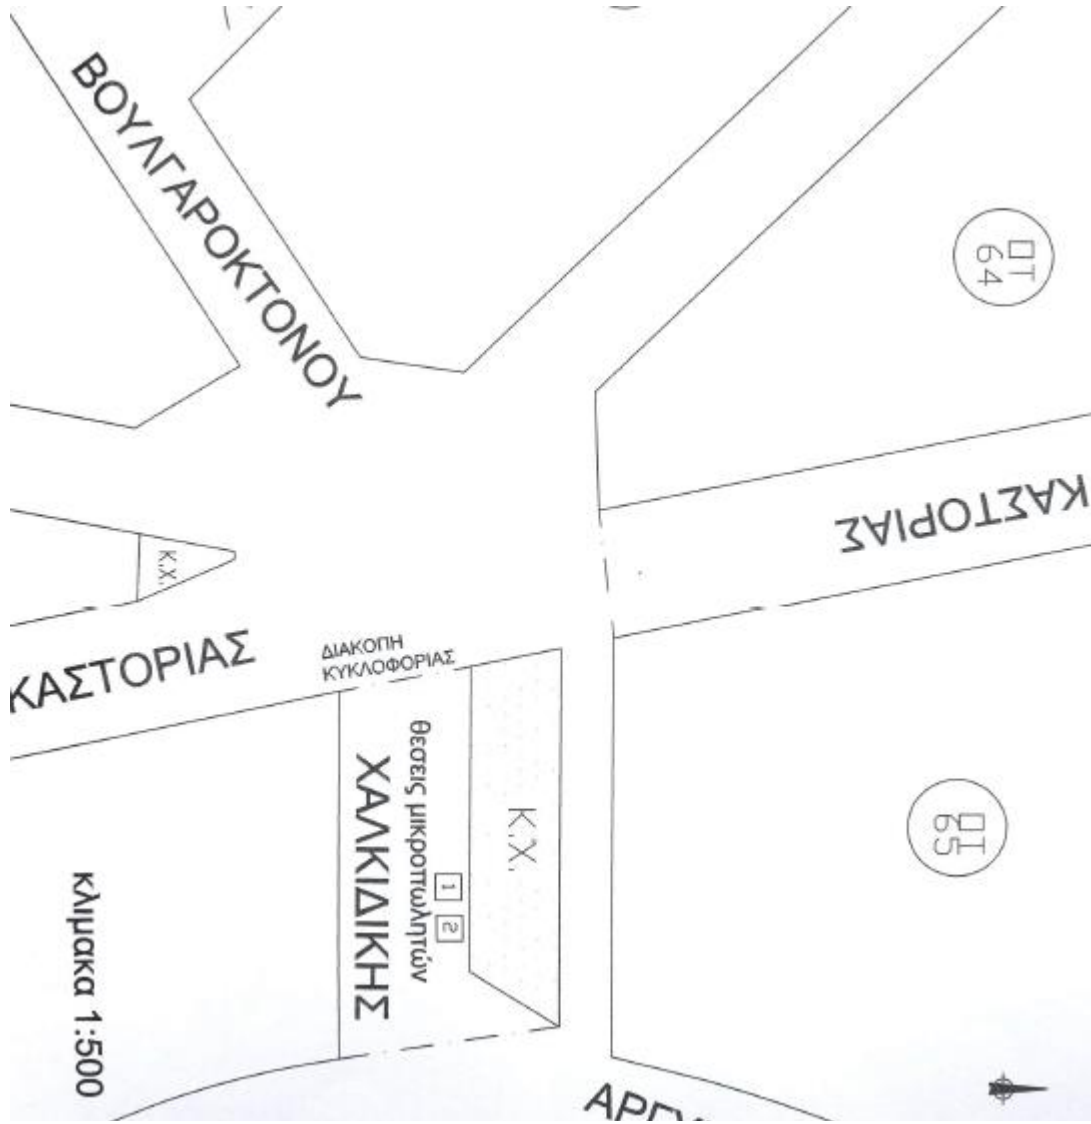 ΒΟΥΛΓΑΡΟΚΤΟΝΟΥ
ΟΤ
64
ΚΑΣΤΟΡΙΑΣ
Κ.Χ.
ΚΑΣΤΟΡΙΑΣ
ΔΙΑΚΟΠΗ
ΚΥΚΛΟΦΟΡΙΑΣ
θεσεις μικροπωλητών
1
2
ΧΑΛΚΙΔΙΚΗΣ
Κ.Χ.
ΟΤ
65
κλιμακα 1:500